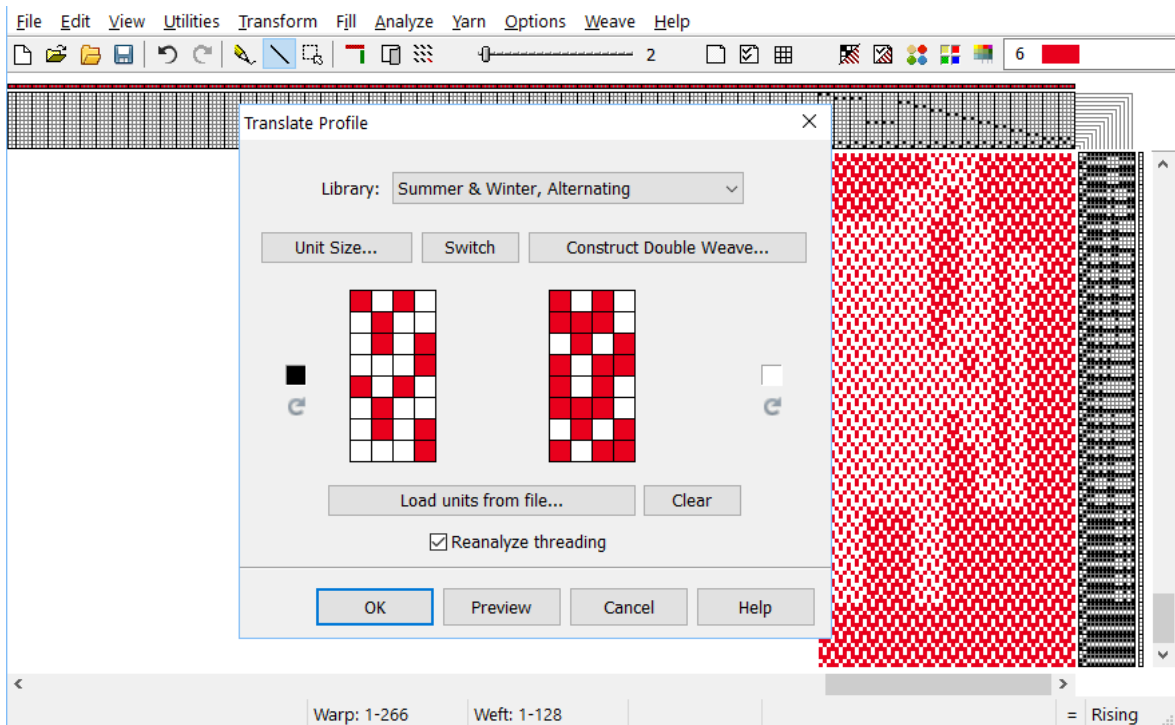 File Edit View Utilities Transform Fill Analyze Yarn Options Weave Help
2 6
Translate Profile
Library: Summer & Winter, Alternating
Unit Size... Switch Construct Double Weave...
Load units from file... Clear
Reanalyze threading
OK Preview Cancel Help
Warp: 1-266 Weft: 1-128 = Rising